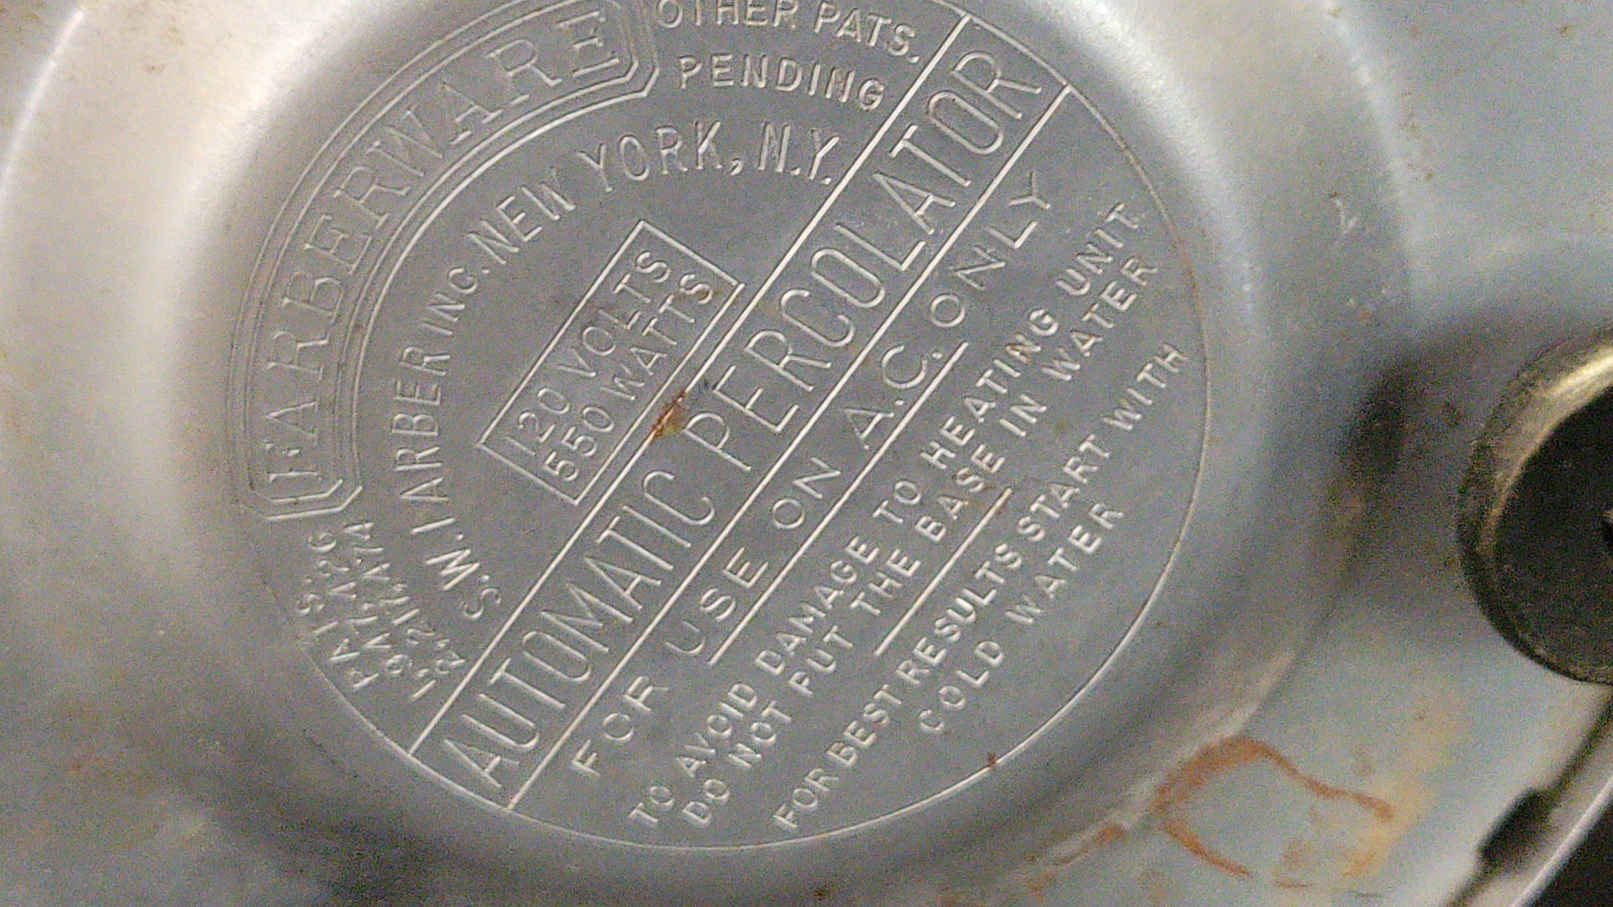 FARBERWARE
OTHER PATS.
PENDING
S.W. FARBER INC. NEW YORK, N.Y.
120 VOLTS
550 WATTS
AUTOMATIC PERCOLATOR
FOR USE ON A.C. ONLY
TO AVOID DAMAGE TO HEATING UNIT
DO NOT PUT THE BASE IN WATER
FOR BEST RESULTS START WITH
COLD WATER